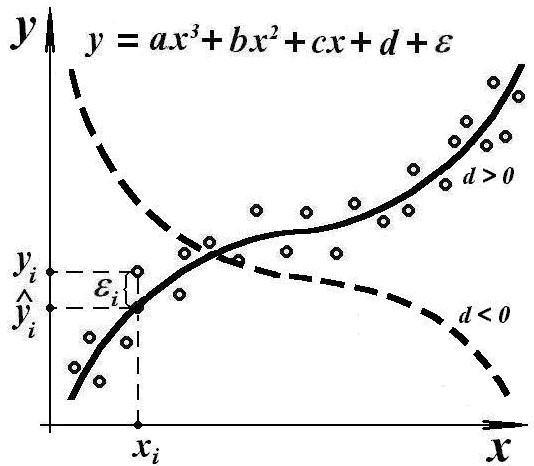 y
y = ax³ + bx² + cx + d + ε
d > 0
yᵢ
εᵢ
ŷᵢ
d < 0
xᵢ
x